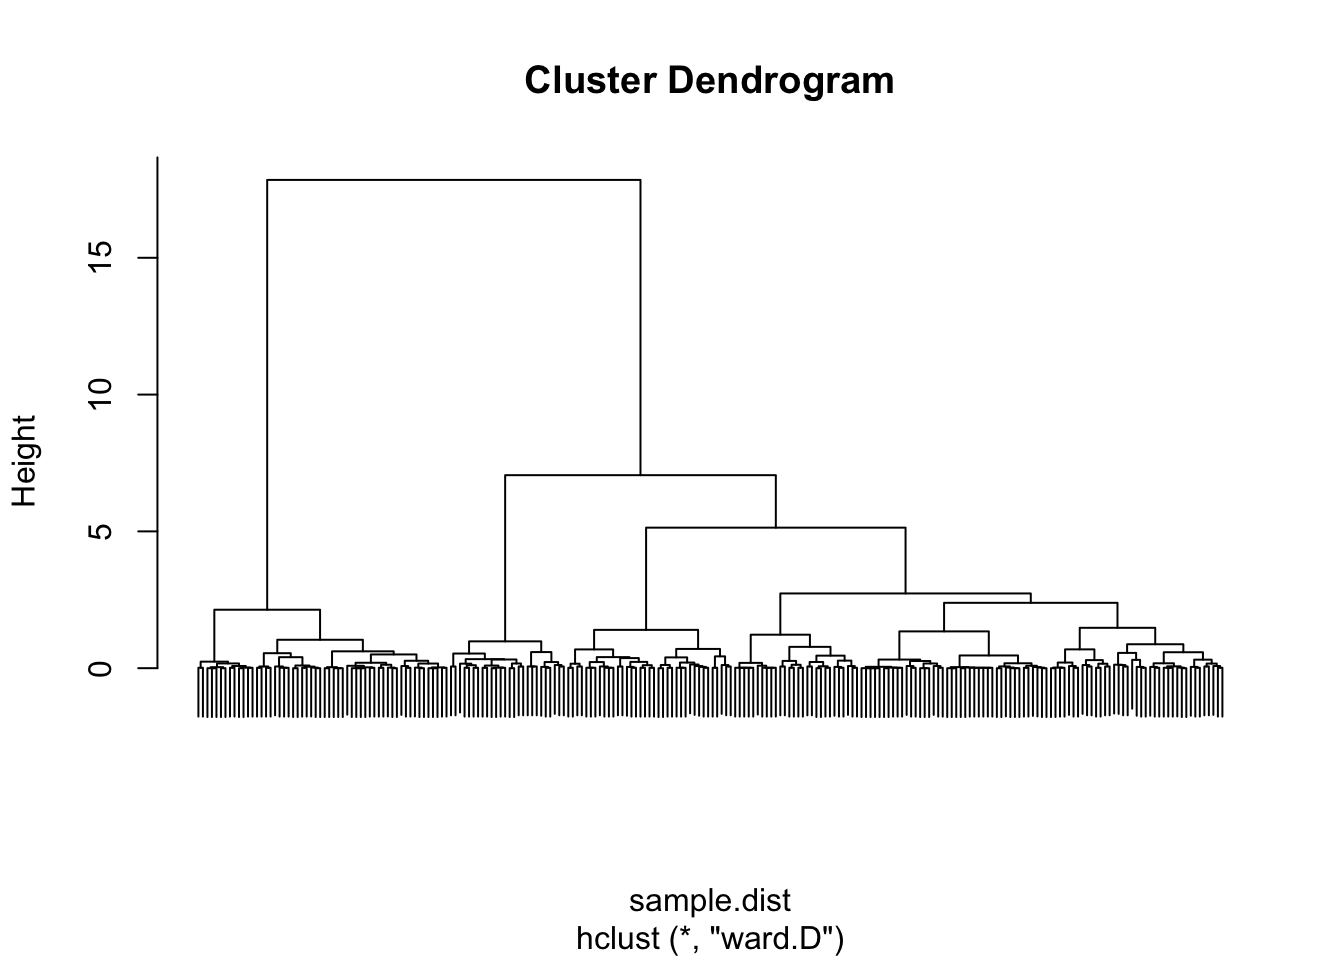 Cluster Dendrogram
Height
15
10
5
0
sample.dist
hclust (*, "ward.D")